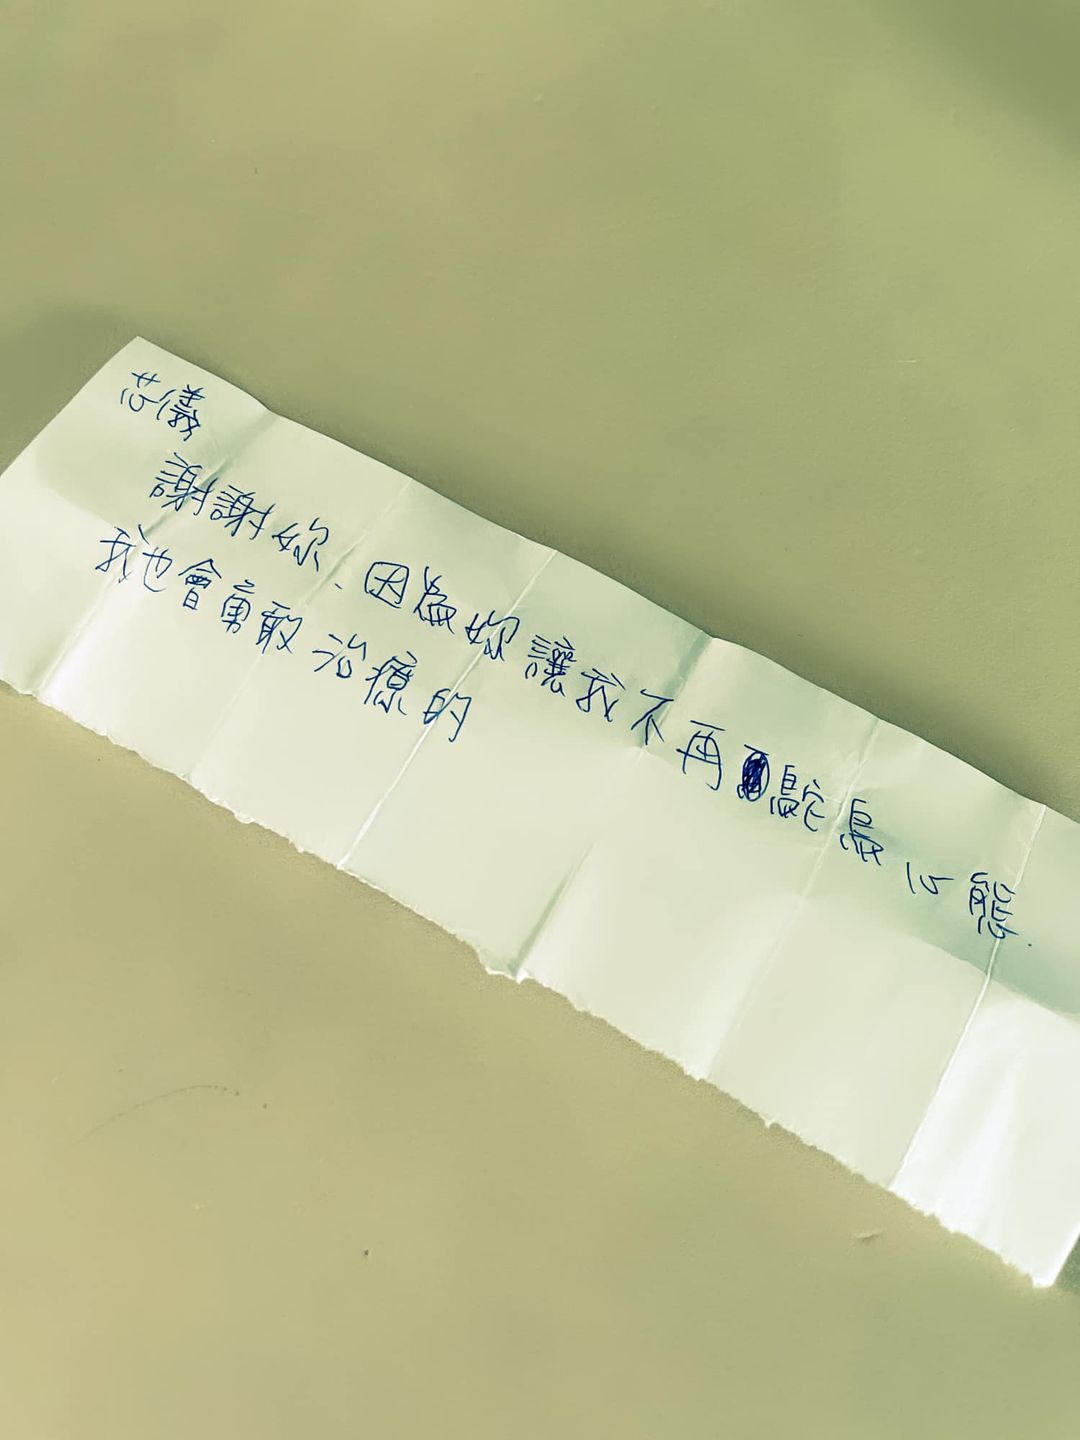 芯儀
謝謝妳、因為妳讓我不再鴕鳥心態.
我也會勇敢治療的